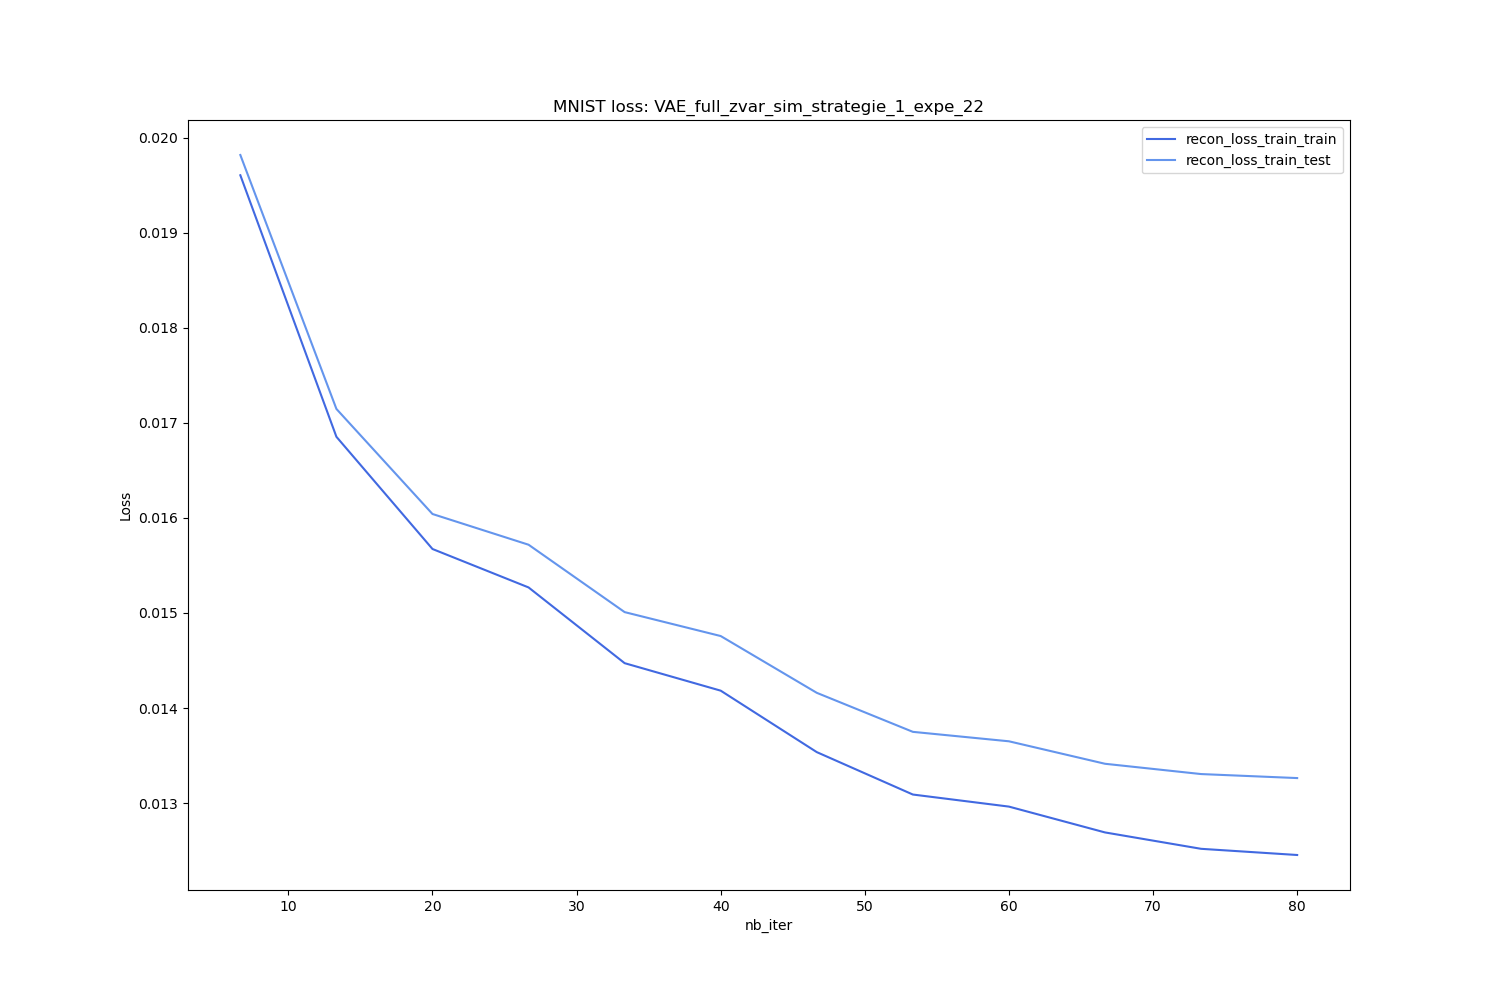 MNIST loss: VAE_full_zvar_sim_strategie_1_expe_22
recon_loss_train_train
recon_loss_train_test
0.020
0.019
0.018
0.017
0.016
0.015
0.014
0.013
Loss
10 20 30 40 50 60 70 80
nb_iter